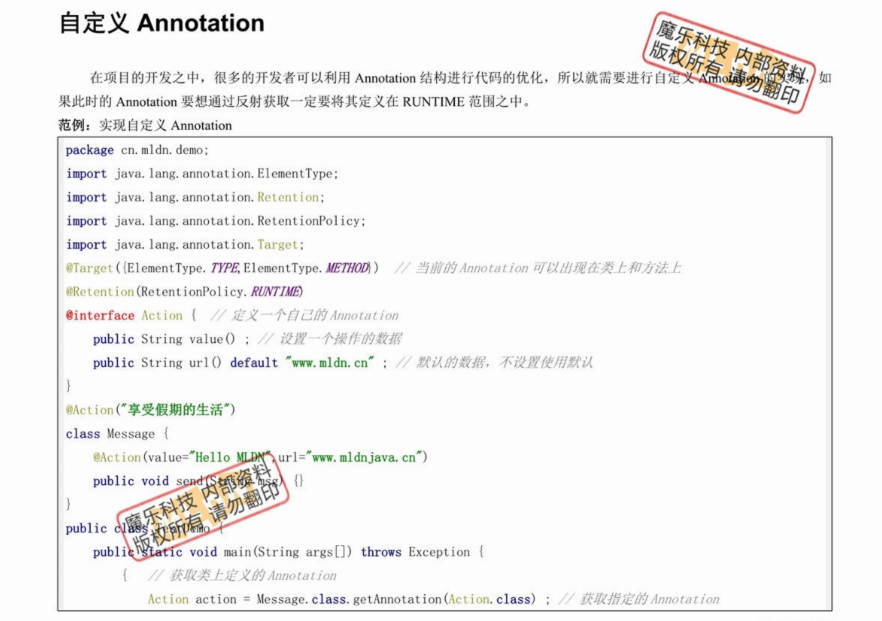 自定义 Annotation
魔乐科技 内部资料
版权所有 请勿翻印
在项目的开发之中，很多的开发者可以利用 Annotation 结构进行代码的优化，所以就需要进行自定义 Annotation 的实现，如
果此时的 Annotation 要想通过反射获取一定要将其定义在 RUNTIME 范围之中。
范例：实现自定义 Annotation
package cn.mldn.demo;
import java.lang.annotation.ElementType;
import java.lang.annotation.Retention;
import java.lang.annotation.RetentionPolicy;
import java.lang.annotation.Target;
@Target({ElementType.TYPE,ElementType.METHOD}) // 当前的 Annotation 可以出现在类上和方法上
@Retention(RetentionPolicy.RUNTIME)
@interface Action { // 定义一个自己的 Annotation
public String value() ; // 设置一个操作的数据
public String url() default "www.mldn.cn" ; // 默认的数据，不设置使用默认
}
@Action("享受假期的生活")
class Message {
@Action(value="Hello MLDN",url="www.mldnjava.cn")
public void send(String msg) {}
}
魔乐科技 内部资料
版权所有 请勿翻印
public class {
public static void main(String args[]) throws Exception {
{ // 获取类上定义的 Annotation
Action action = Message.class.getAnnotation(Action.class) ; // 获取指定的 Annotation